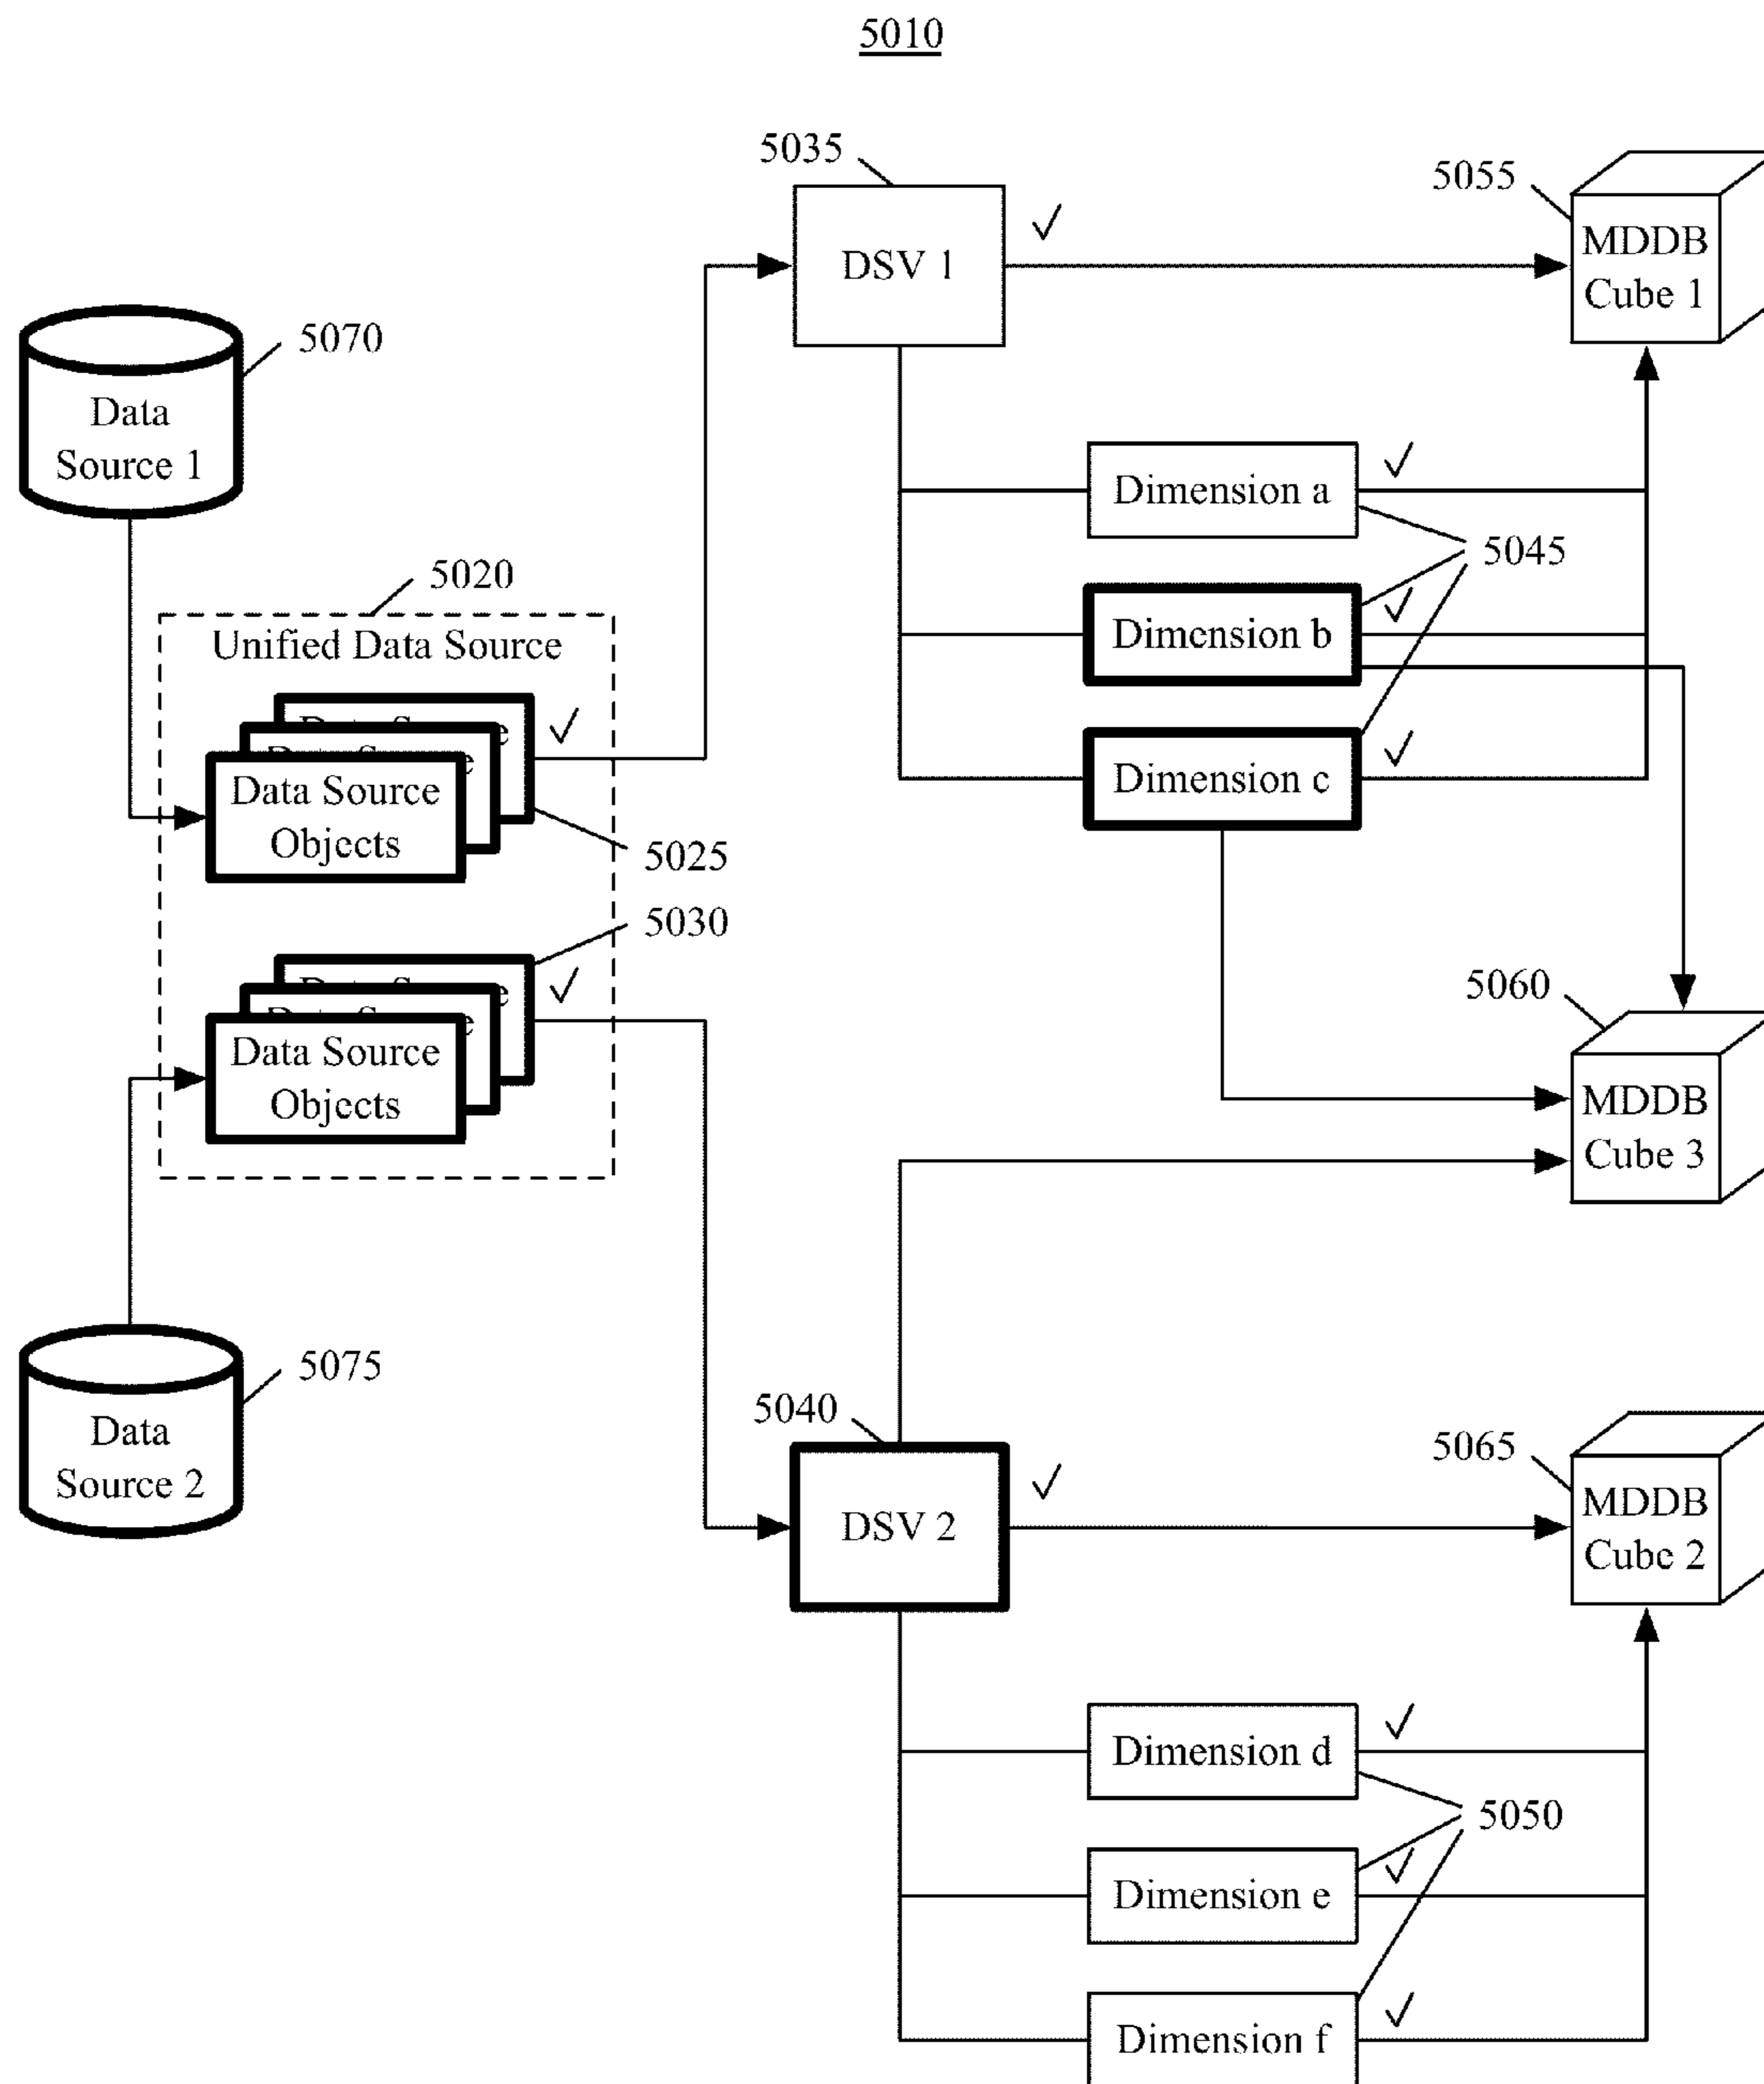 5010
5035
DSV 1
5055
MDDB
Cube 1
5070
Data
Source 1
Dimension a
5045
Dimension b
Dimension c
5020
Unified Data Source
Data Source
Objects
5025
5030
Data Source
Objects
5060
MDDB
Cube 3
5075
Data
Source 2
5040
DSV 2
5065
MDDB
Cube 2
Dimension d
5050
Dimension e
Dimension f